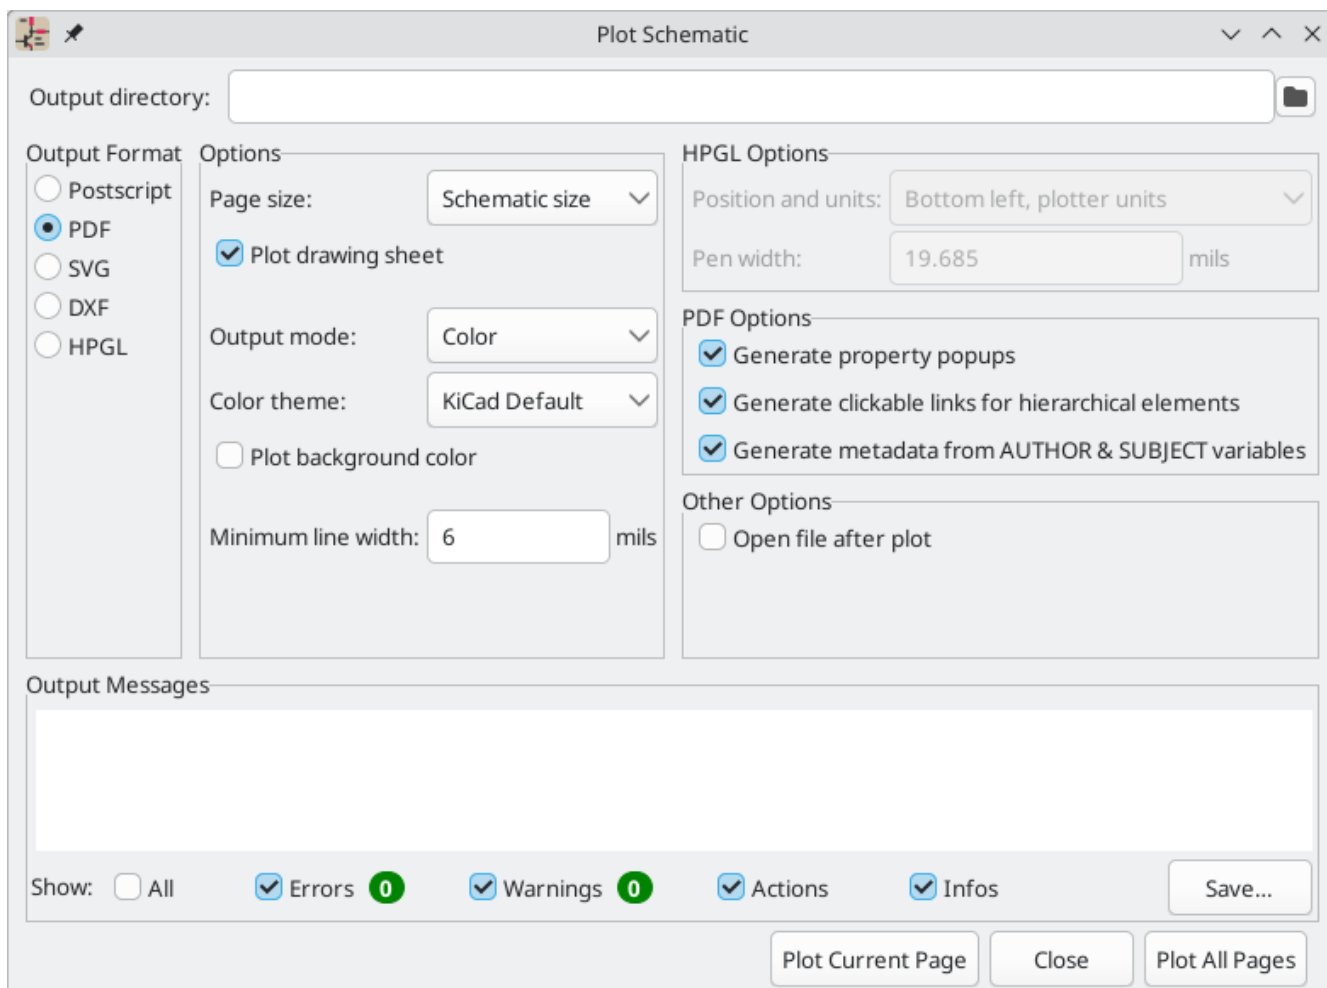 Plot Schematic
Output directory:
Output Format
Postscript
PDF
SVG
DXF
HPGL
Options
Page size: Schematic size
Plot drawing sheet
Output mode: Color
Color theme: KiCad Default
Plot background color
Minimum line width: 6 mils
HPGL Options
Position and units: Bottom left, plotter units
Pen width: 19.685 mils
PDF Options
Generate property popups
Generate clickable links for hierarchical elements
Generate metadata from AUTHOR & SUBJECT variables
Other Options
Open file after plot
Output Messages
Show: All Errors 0 Warnings 0 Actions Infos Save...
Plot Current Page Close Plot All Pages